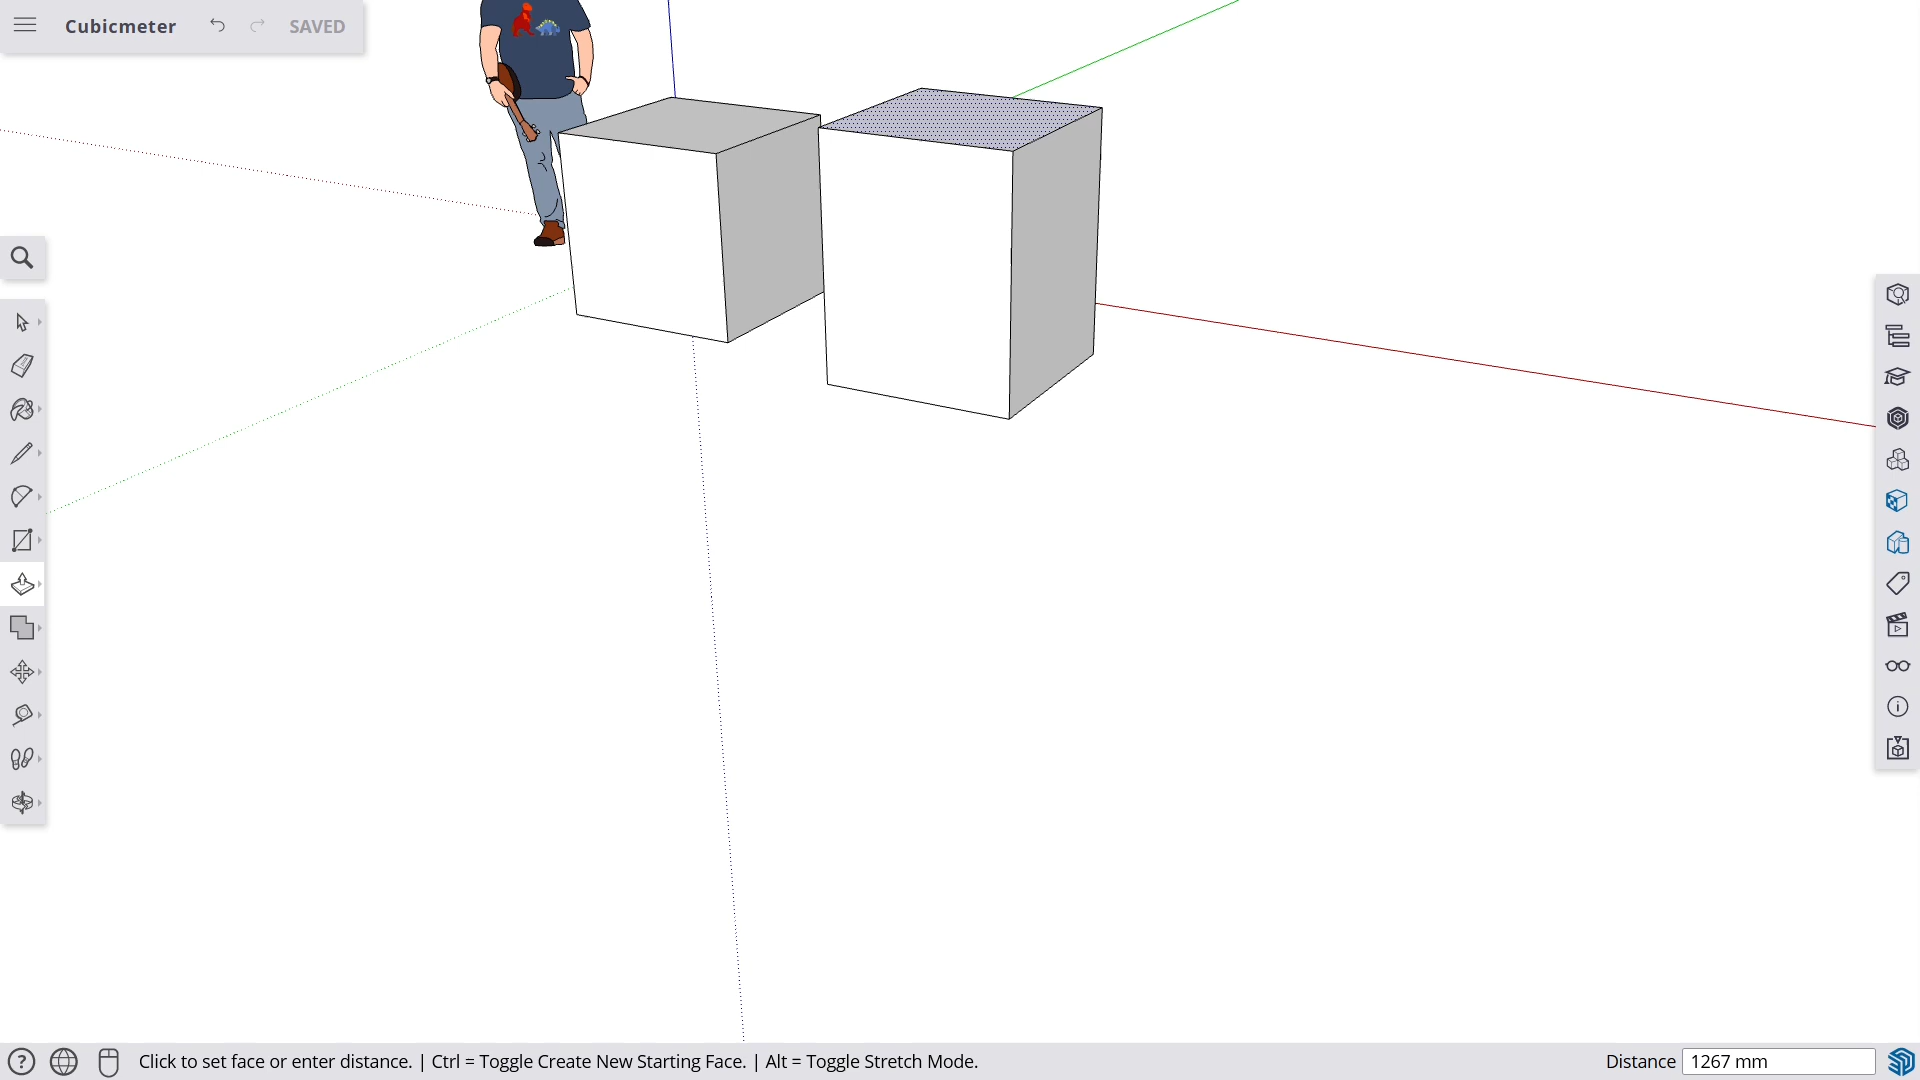 Cubicmeter
SAVED
Click to set face or enter distance. | Ctrl = Toggle Create New Starting Face. | Alt = Toggle Stretch Mode.
Distance 1267 mm